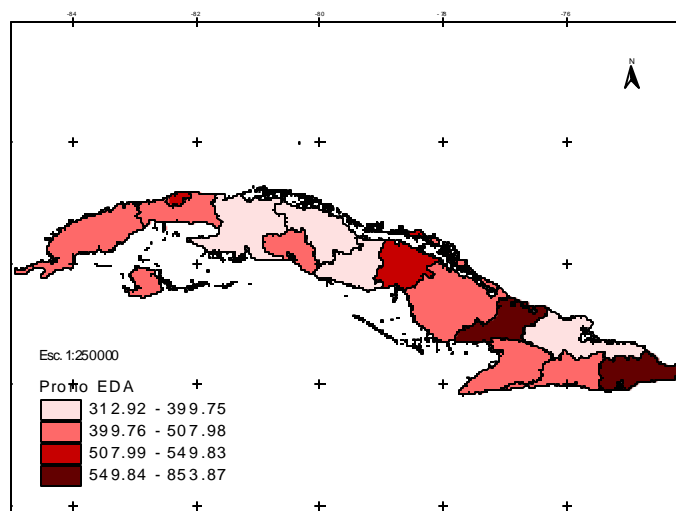 -84 -82 -80 -78 -76
N
Esc. 1:250000
Proto EDA
312.92 - 399.75
399.76 - 507.98
507.99 - 549.83
549.84 - 853.87